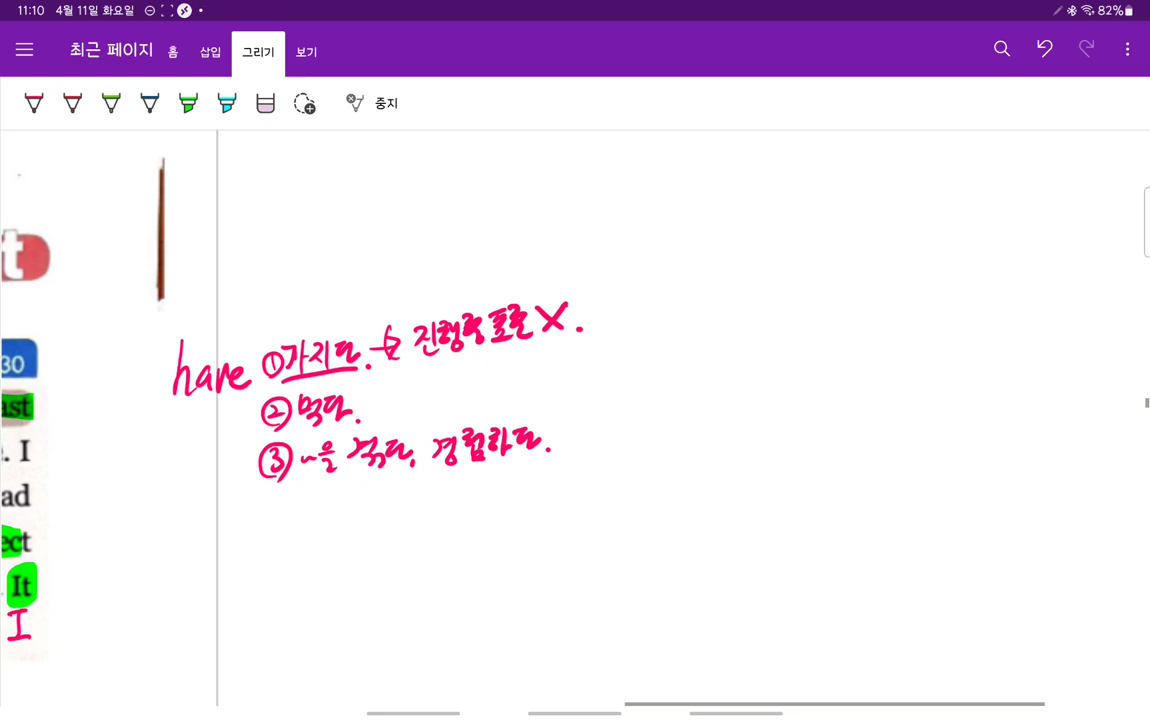 11:10 4월 11일 화요일 82%
최근 페이지 홈 삽입 그리기 보기
중지
t
30
ast
. I
ad
ect
It
I
have ①가지다. → 진행형 표로 X.
②먹다.
③~을 겪다, 경험하다.